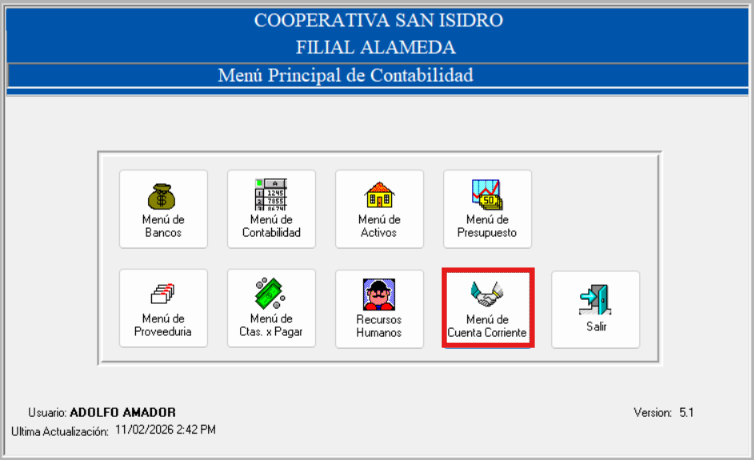 COOPERATIVA SAN ISIDRO
FILIAL ALAMEDA
Menú Principal de Contabilidad
Menú de
Bancos
Menú de
Contabilidad
Menú de
Activos
Menú de
Presupuesto
Menú de
Proveeduria
Menú de
Ctas. x Pagar
Recursos
Humanos
Menú de
Cuenta Corriente
Salir
Usuario: ADOLFO AMADOR
Version: 5.1
Ultima Actualización: 11/02/2026 2:42 PM